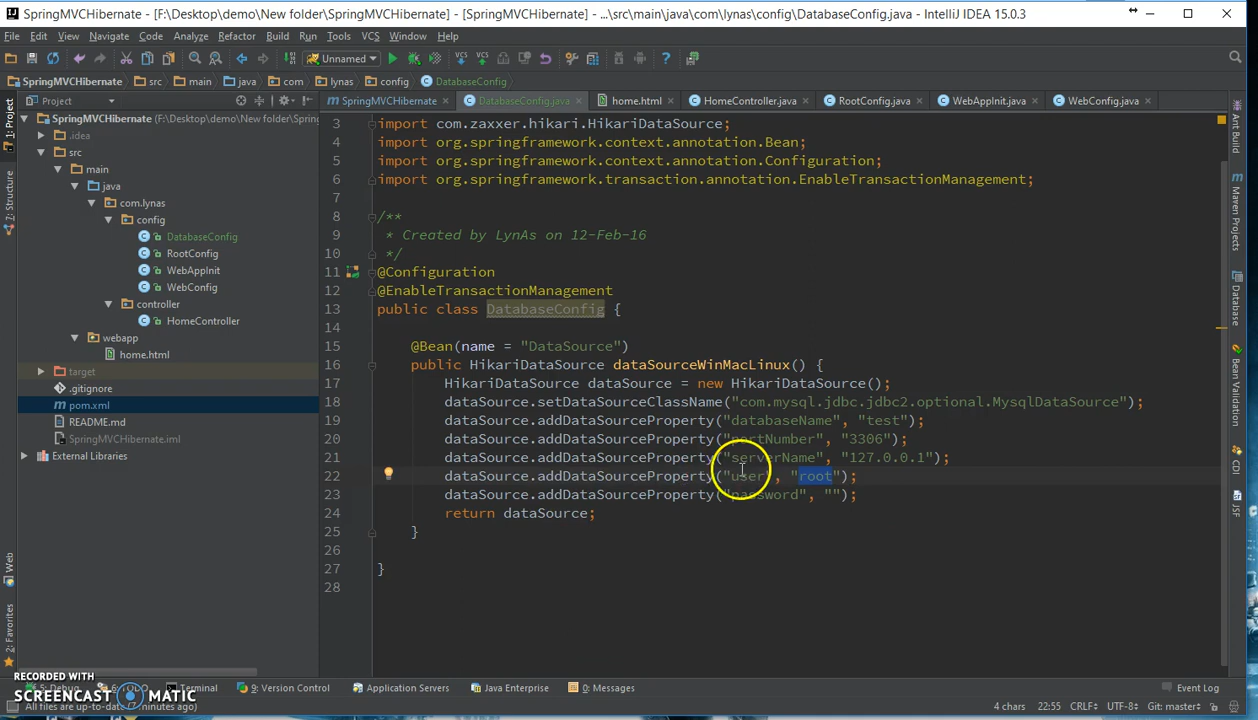 SpringMVCHibernate - [F:\Desktop\demo\New folder\SpringMVCHibernate] - [SpringMVCHibernate] - ...\src\main\java\com\lynas\config\DatabaseConfig.java - IntelliJ IDEA 15.0.3
File Edit View Navigate Code Analyze Refactor Build Run Tools VCS Window Help
Unnamed VCS VCS
SpringMVCHibernate src main java com lynas config DatabaseConfig
Project
SpringMVCHibernate DatabaseConfig.java home.html HomeController.java RootConfig.java WebAppInit.java WebConfig.java
SpringMVCHibernate (F:\Desktop\demo\New folder\Spring
.idea
src
main
java
com.lynas
config
DatabaseConfig
RootConfig
WebAppInit
WebConfig
controller
HomeController
webapp
home.html
target
.gitignore
pom.xml
README.md
SpringMVCHibernate.iml
External Libraries
1: Project
7: Structure
Web
2: Favorites
3 import com.zaxxer.hikari.HikariDataSource;
4 import org.springframework.context.annotation.Bean;
5 import org.springframework.context.annotation.Configuration;
6 import org.springframework.transaction.annotation.EnableTransactionManagement;
7
8 /**
9 * Created by LynAs on 12-Feb-16
10 */
11 @Configuration
12 @EnableTransactionManagement
13 public class DatabaseConfig {
14
15 @Bean(name = "DataSource")
16 public HikariDataSource dataSourceWinMacLinux() {
17 HikariDataSource dataSource = new HikariDataSource();
18 dataSource.setDataSourceClassName("com.mysql.jdbc.jdbc2.optional.MysqlDataSource");
19 dataSource.addDataSourceProperty("databaseName", "test");
20 dataSource.addDataSourceProperty("portNumber", "3306");
21 dataSource.addDataSourceProperty("serverName", "127.0.0.1");
22 dataSource.addDataSourceProperty("user", "root");
23 dataSource.addDataSourceProperty("password", "");
24 return dataSource;
25 }
26
27 }
28
Ant Build
Maven Projects
Database
Bean Validation
CDI
JSF
RECORDED WITH
SCREENCAST MATIC
5: Debug 6: TODO Terminal 9: Version Control Application Servers Java Enterprise 0: Messages Event Log
All files are up-to-date (7 minutes ago) 4 chars 22:55 CRLF UTF-8 Git: master